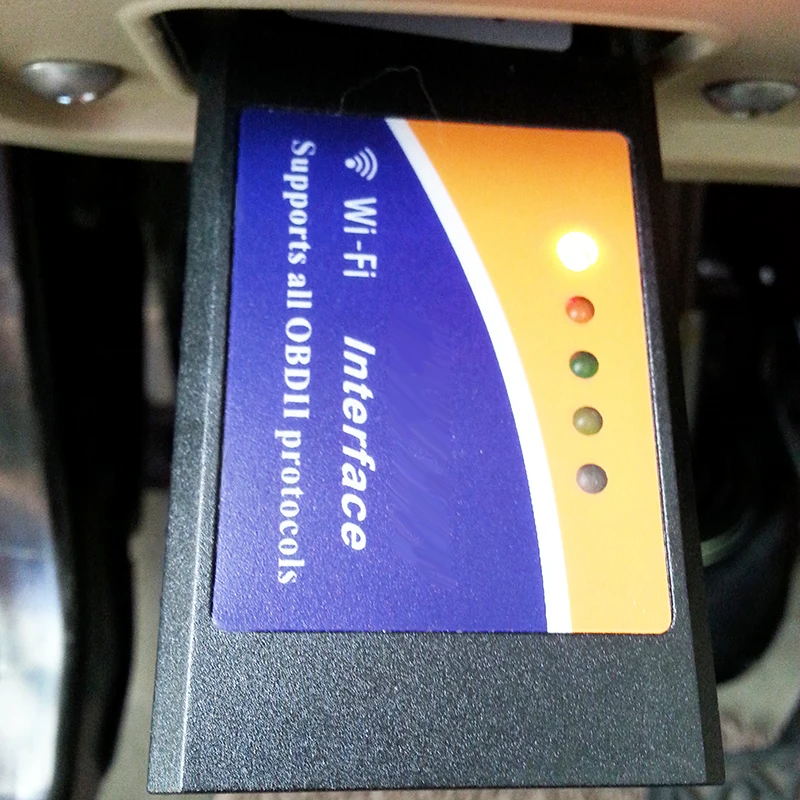 Wi-Fi Interface
Supports all OBDII protocols